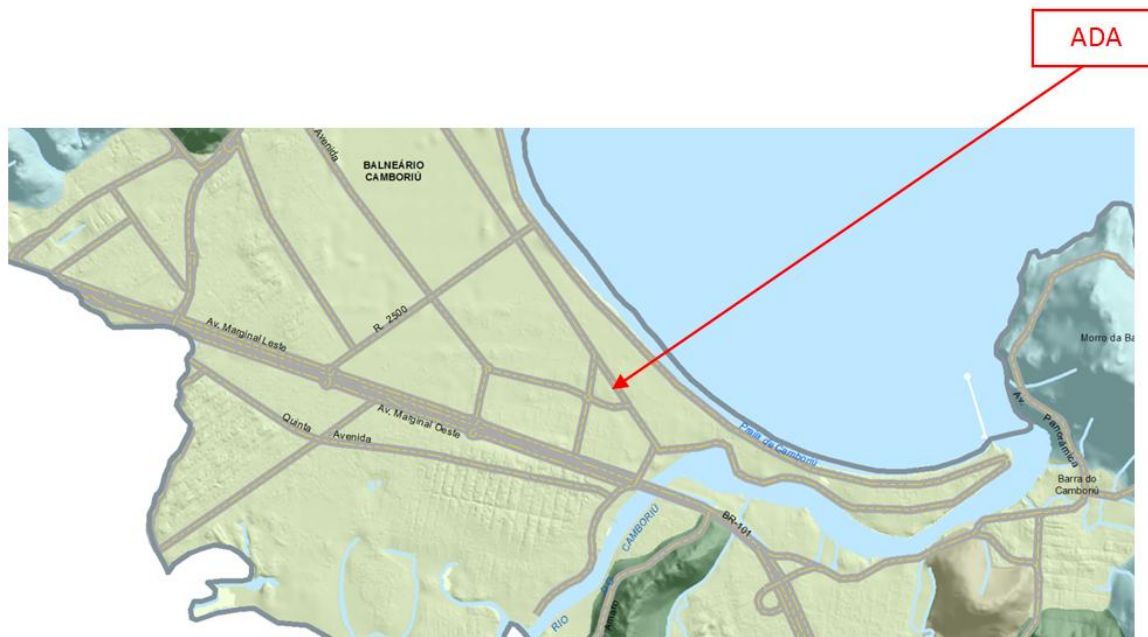 ADA
Avenida
BALNEÁRIO
CAMBORIÚ
R. 2500
Av. Marginal Leste
Morro da Ba
Av. Marginal Oeste
Quinta
Avenida
Av.
Panorâmica
Praia de Camboriú
Barra do
Camboriú
BR-101
CAMBORIÚ
RIO